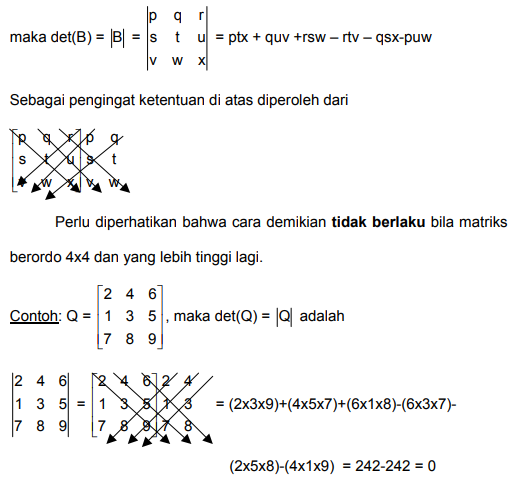 p q r
maka det(B) = |B| = s t u = ptx + quv +rsw – rtv – qsx-puw
v w x
Sebagai pengingat ketentuan di atas diperoleh dari
p q r p q
s t u s t
v w x v w
Perlu diperhatikan bahwa cara demikian tidak berlaku bila matriks
berordo 4x4 dan yang lebih tinggi lagi.
2 4 6
Contoh: Q = 1 3 5 , maka det(Q) = |Q| adalah
7 8 9
2 4 6 2 4 6 2 4
1 3 5 = 1 3 5 1 3 = (2x3x9)+(4x5x7)+(6x1x8)-(6x3x7)-
7 8 9 7 8 9 7 8
(2x5x8)-(4x1x9) = 242-242 = 0